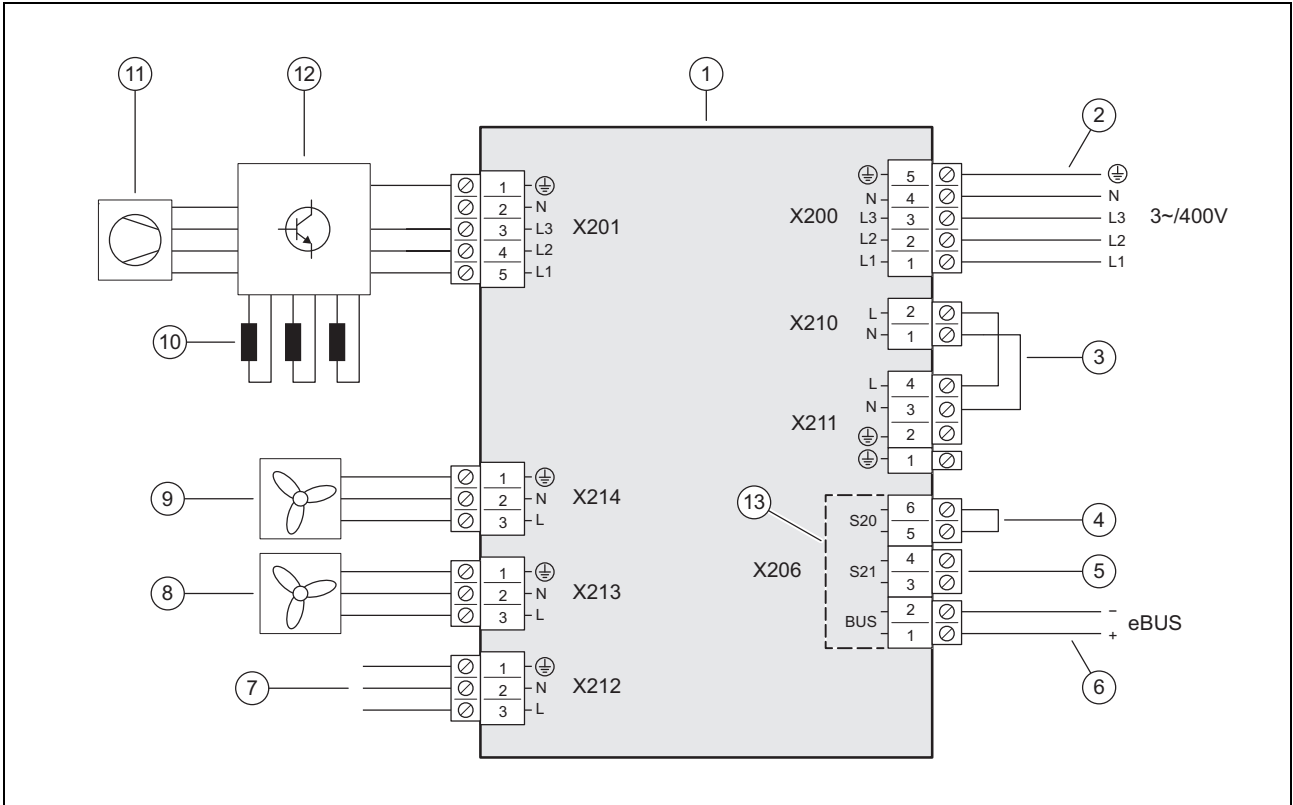 11
12
1
2
X201
1
2 N
3 L3
4 L2
5 L1
X200
5
N 4 N
L3 3 L3
L2 2 L2
L1 1 L1
3~/400V
X210
L 2
N 1
3
10
X211
L 4
N 3
2
1
9
X214
1
2 N
3 L
13
X206
S20
6
5
4
S21
4
3
5
BUS
2 −
1 +
eBUS
6
8
X213
1
2 N
3 L
7
X212
1
2 N
3 L